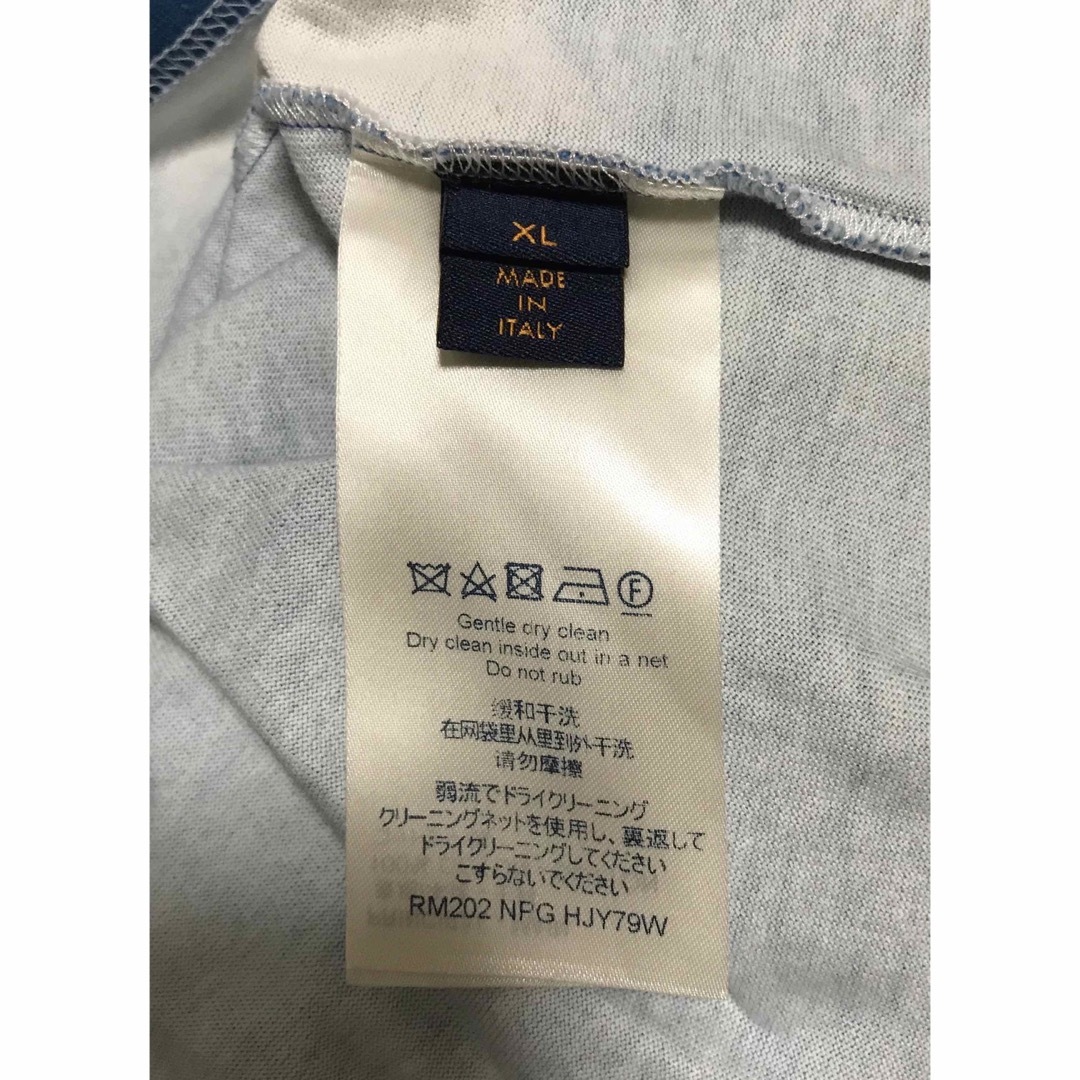 XL
MADE
IN
ITALY
F
Gentle dry clean
Dry clean inside out in a net
Do not rub
缓和干洗
在网袋里从里到外干洗
请勿摩擦
弱流でドライクリーニング
クリーニングネットを使用し、裏返して
ドライクリーニングしてください
こすらないでください
RM202 NPG HJY79W